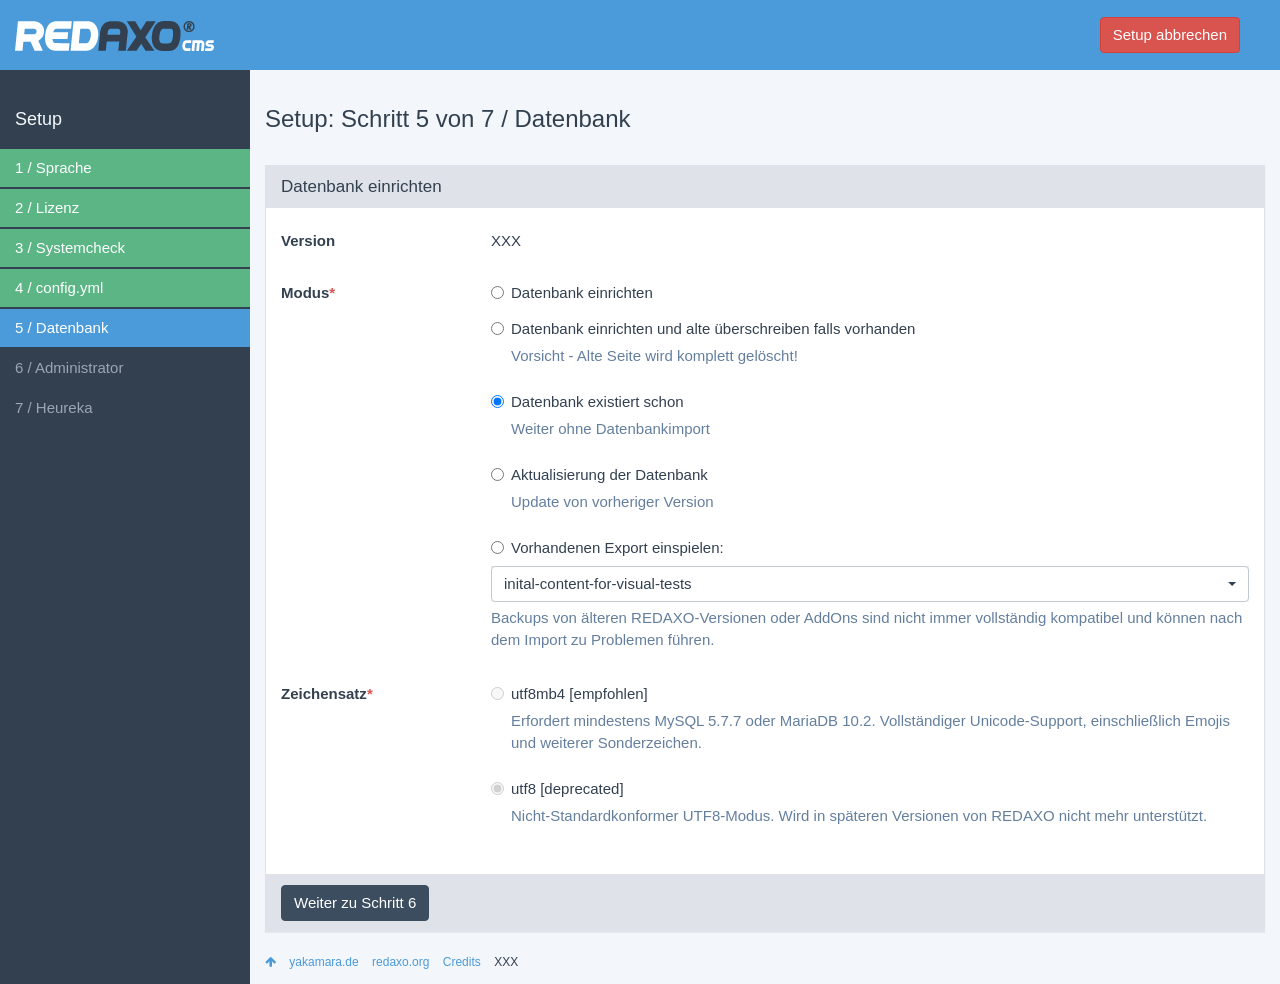 REDAXO® cms
Setup abbrechen
Setup
1 / Sprache
2 / Lizenz
3 / Systemcheck
4 / config.yml
5 / Datenbank
6 / Administrator
7 / Heureka
Setup: Schritt 5 von 7 / Datenbank
Datenbank einrichten
Version XXX
Modus* Datenbank einrichten
Datenbank einrichten und alte überschreiben falls vorhanden
Vorsicht - Alte Seite wird komplett gelöscht!
Datenbank existiert schon
Weiter ohne Datenbankimport
Aktualisierung der Datenbank
Update von vorheriger Version
Vorhandenen Export einspielen:
inital-content-for-visual-tests
Backups von älteren REDAXO-Versionen oder AddOns sind nicht immer vollständig kompatibel und können nach
dem Import zu Problemen führen.
Zeichensatz* utf8mb4 [empfohlen]
Erfordert mindestens MySQL 5.7.7 oder MariaDB 10.2. Vollständiger Unicode-Support, einschließlich Emojis
und weiterer Sonderzeichen.
utf8 [deprecated]
Nicht-Standardkonformer UTF8-Modus. Wird in späteren Versionen von REDAXO nicht mehr unterstützt.
Weiter zu Schritt 6
yakamara.de redaxo.org Credits XXX